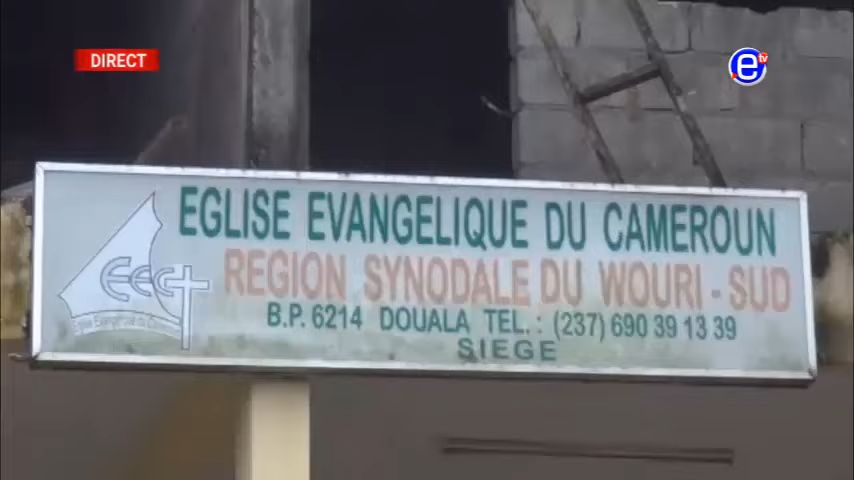 DIRECT
e tv
EGLISE EVANGELIQUE DU CAMEROUN
REGION SYNODALE DU WOURI - SUD
B.P. 6214 DOUALA TEL. : (237) 690 39 13 39
SIEGE
EEC